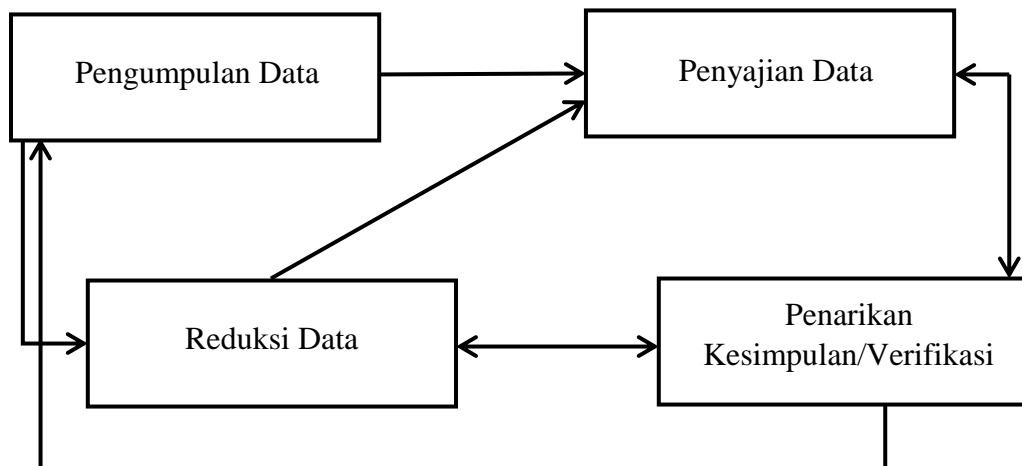 Pengumpulan Data
Penyajian Data
Reduksi Data
Penarikan
Kesimpulan/Verifikasi